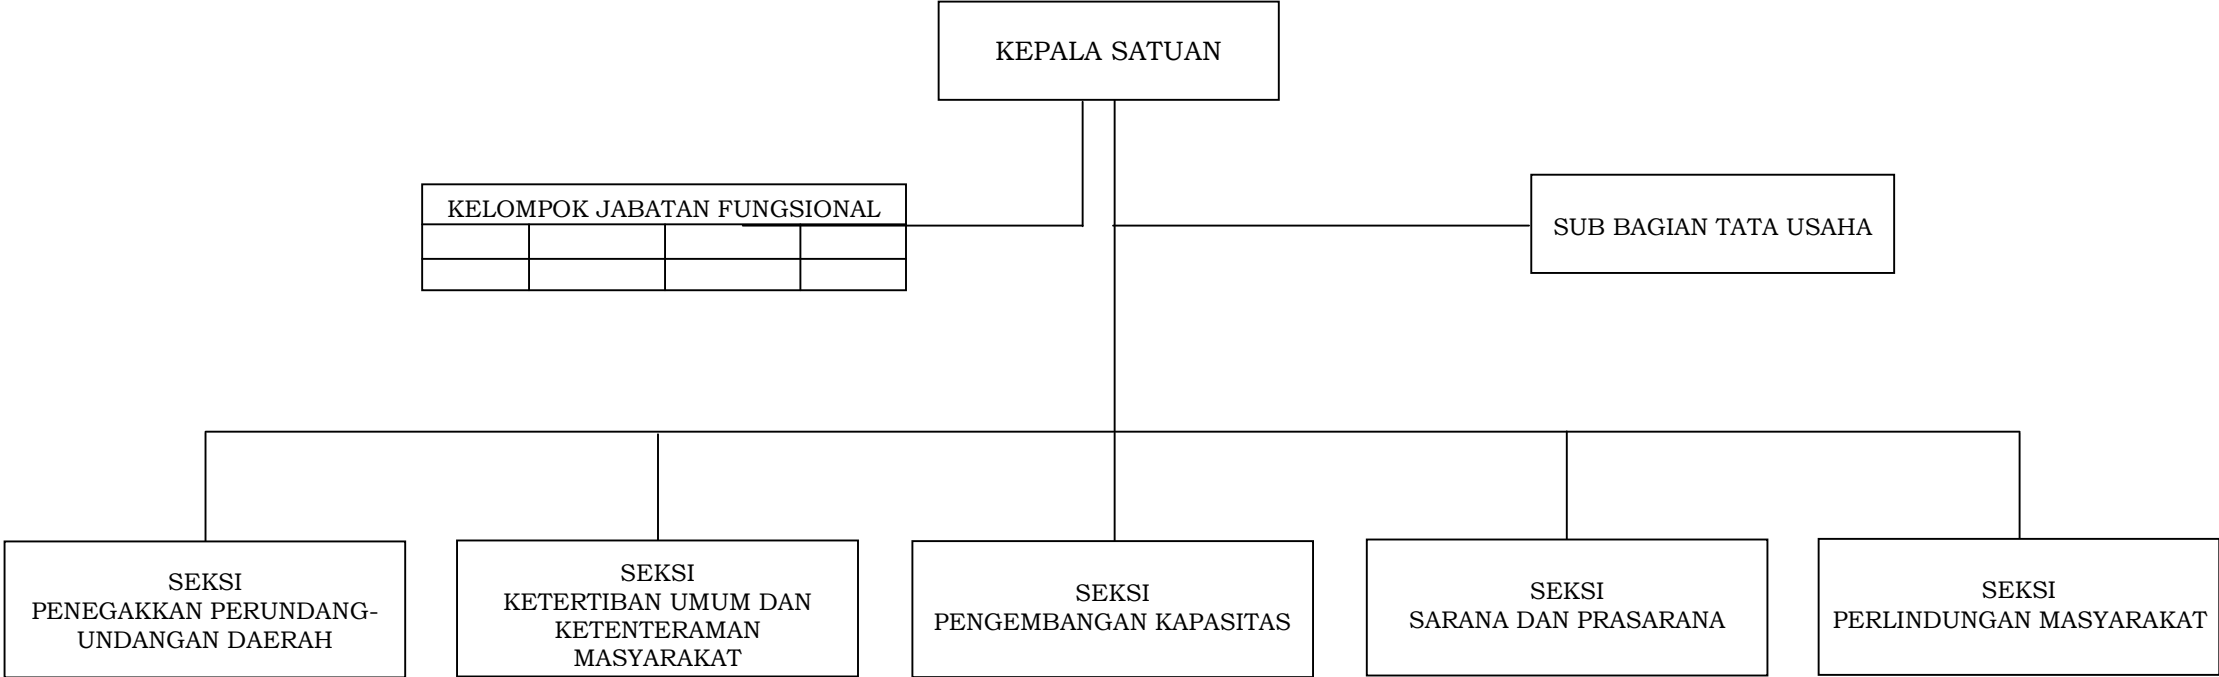 KEPALA SATUAN
KELOMPOK JABATAN FUNGSIONAL
SUB BAGIAN TATA USAHA
SEKSI
PENEGAKKAN PERUNDANG-
UNDANGAN DAERAH
SEKSI
KETERTIBAN UMUM DAN
KETENTERAMAN
MASYARAKAT
SEKSI
PENGEMBANGAN KAPASITAS
SEKSI
SARANA DAN PRASARANA
SEKSI
PERLINDUNGAN MASYARAKAT